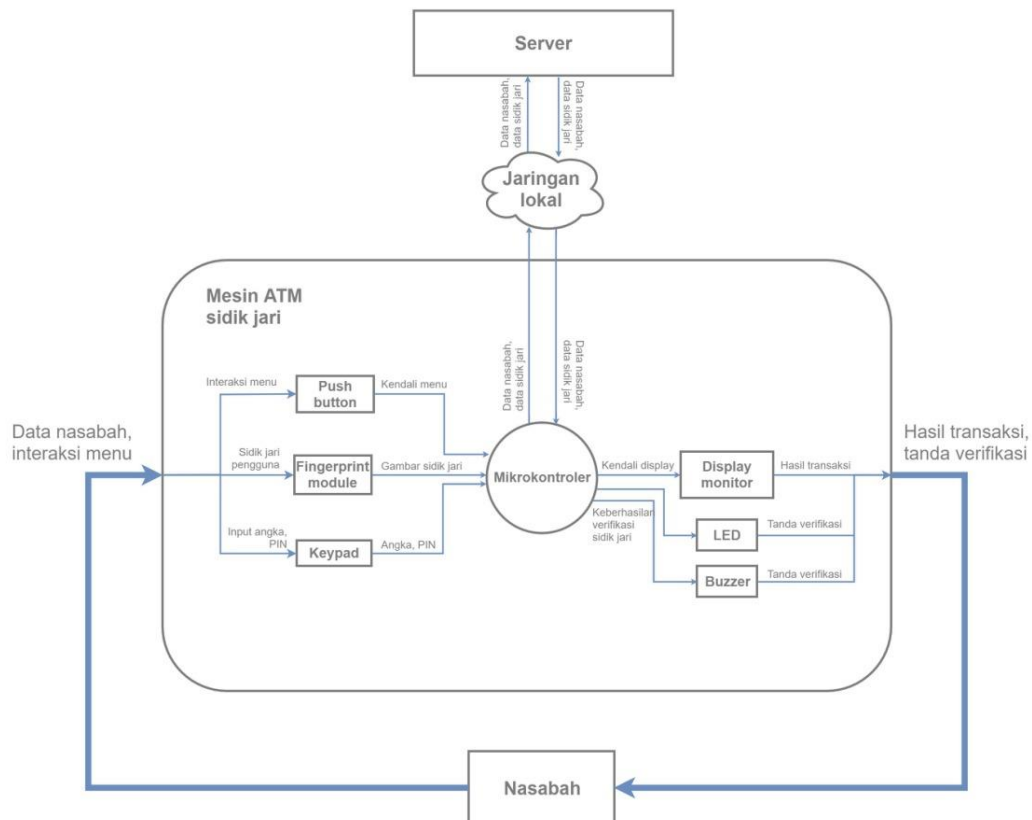 Server
Data nasabah,
data sidik jari
Data nasabah,
data sidik jari
Jaringan
lokal
Mesin ATM
sidik jari
Data nasabah,
data sidik jari
Data nasabah,
data sidik jari
Interaksi menu
Push
button
Kendali menu
Data nasabah,
interaksi menu
Sidik jari
pengguna
Fingerprint
module
Gambar sidik jari
Mikrokontroler
Kendali display
Display
monitor
Hasil transaksi
Hasil transaksi,
tanda verifikasi
Input angka,
PIN
Keypad
Angka, PIN
Keberhasilan
verifikasi
sidik jari
LED
Tanda verifikasi
Buzzer
Tanda verifikasi
Nasabah